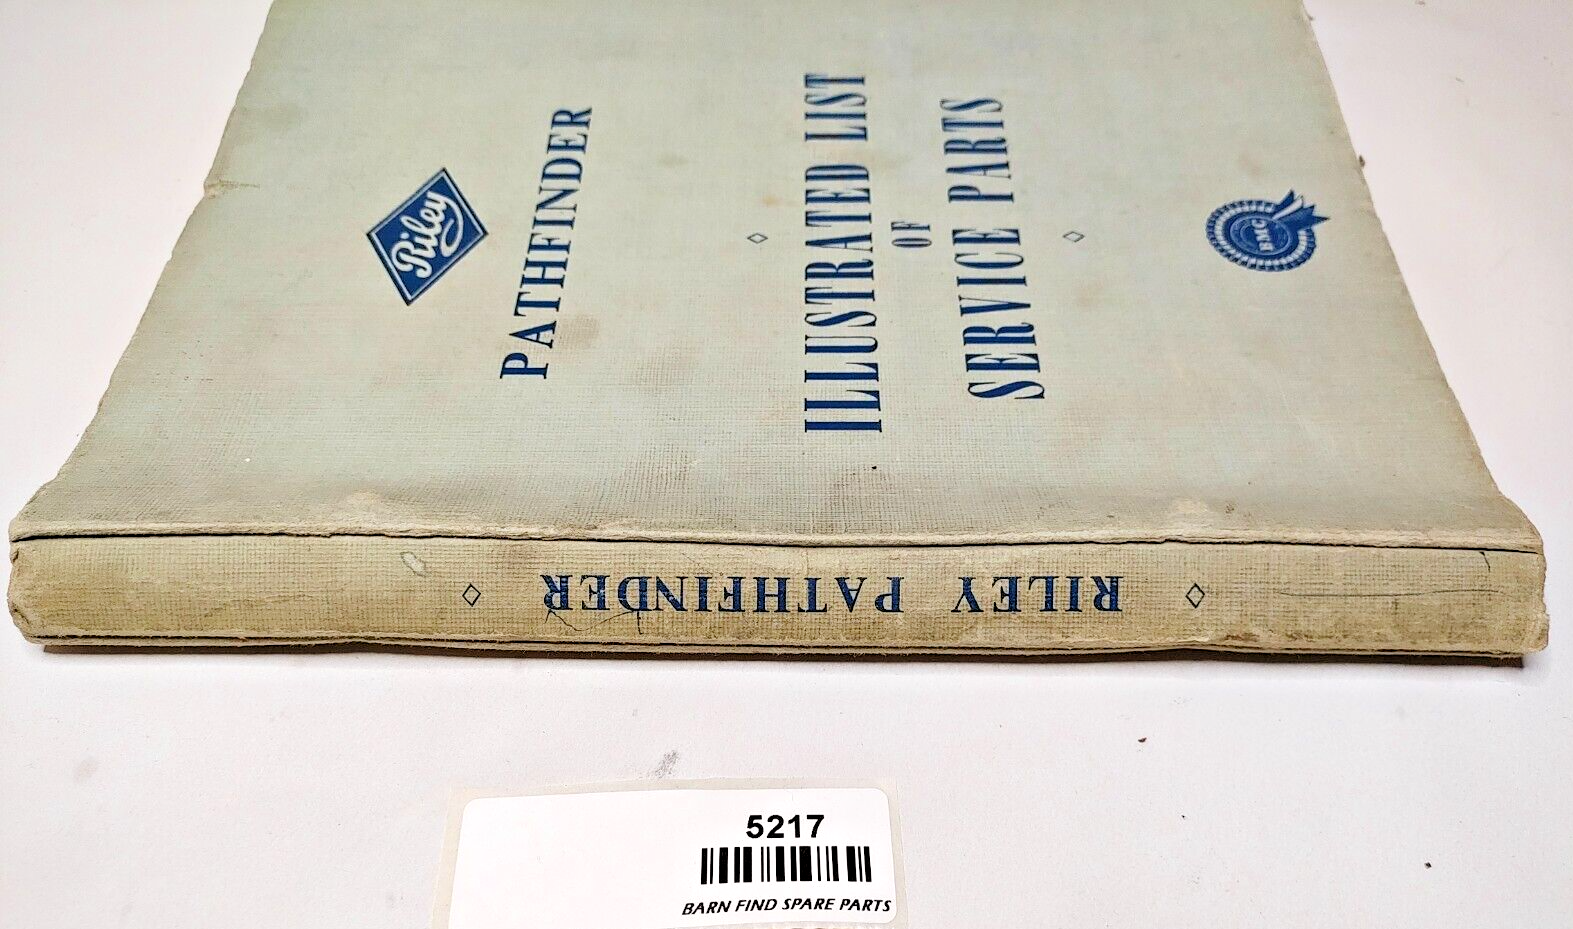 Riley
PATHFINDER
ILLUSTRATED LIST
OF
SERVICE PARTS
BMC
RILEY PATHFINDER
5217
BARN FIND SPARE PARTS